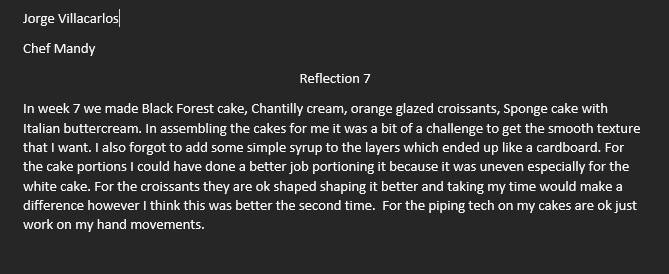 Jorge Villacarlos
Chef Mandy
Reflection 7
In week 7 we made Black Forest cake, Chantilly cream, orange glazed croissants, Sponge cake with
Italian buttercream. In assembling the cakes for me it was a bit of a challenge to get the smooth texture
that I want. I also forgot to add some simple syrup to the layers which ended up like a cardboard. For
the cake portions I could have done a better job portioning it because it was uneven especially for the
white cake. For the croissants they are ok shaped shaping it better and taking my time would make a
difference however I think this was better the second time.  For the piping tech on my cakes are ok just
work on my hand movements.